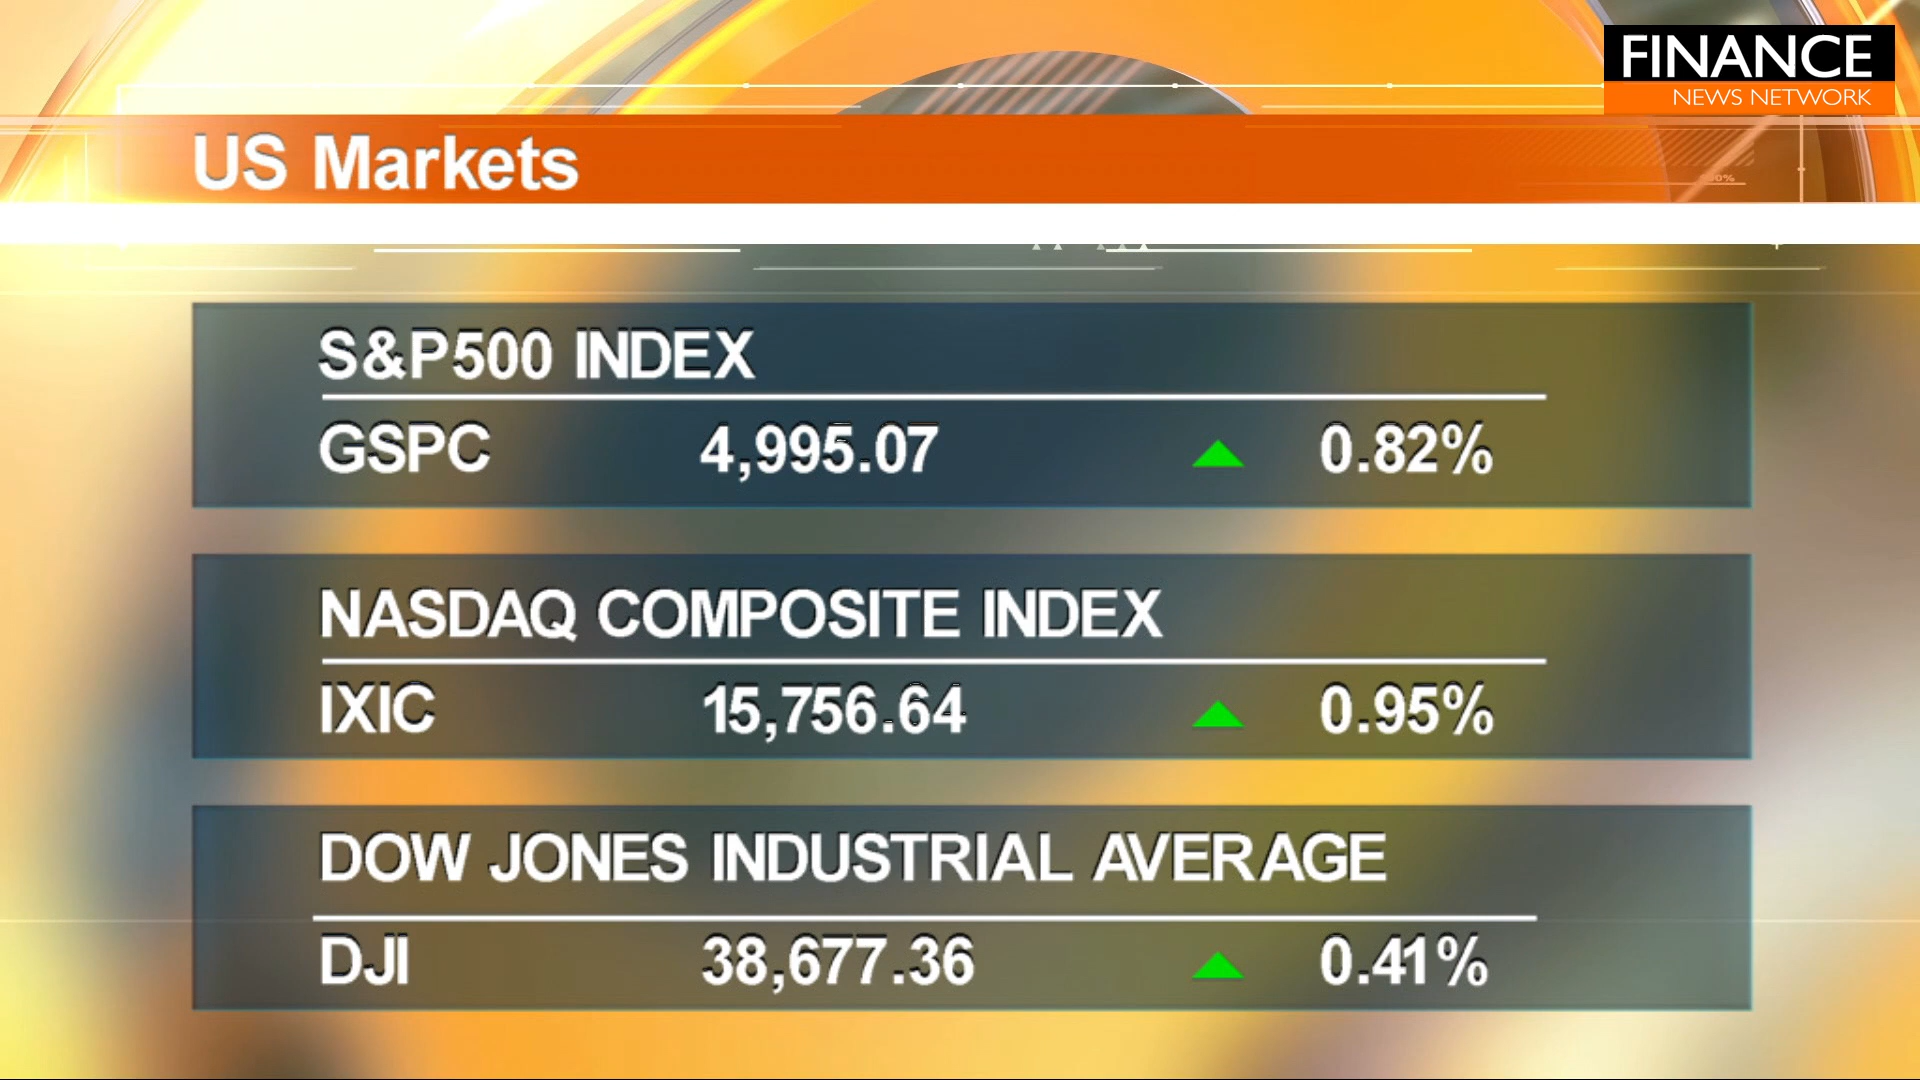 FINANCE
NEWS NETWORK
US Markets
S&P500 INDEX
GSPC 4,995.07 0.82%
NASDAQ COMPOSITE INDEX
IXIC 15,756.64 0.95%
DOW JONES INDUSTRIAL AVERAGE
DJI 38,677.36 0.41%